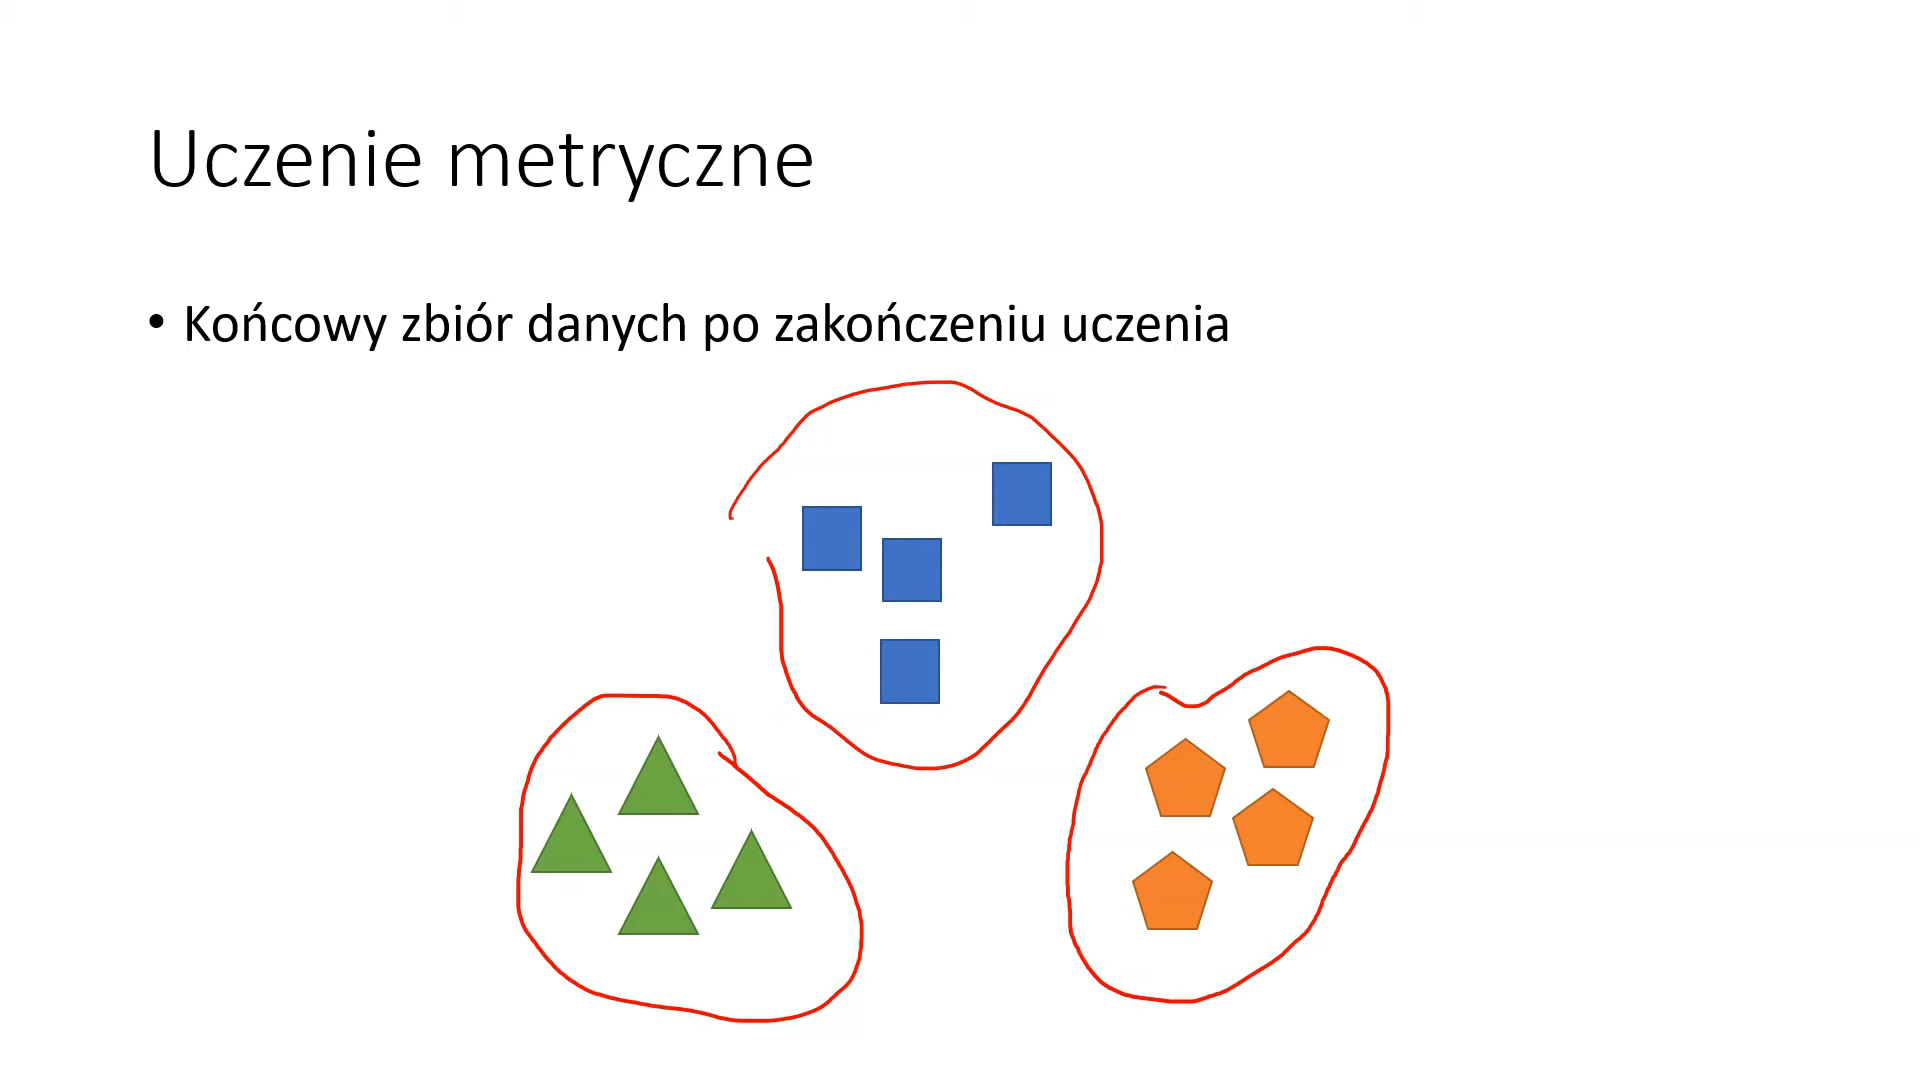 Uczenie metryczne
• Końcowy zbiór danych po zakończeniu uczenia